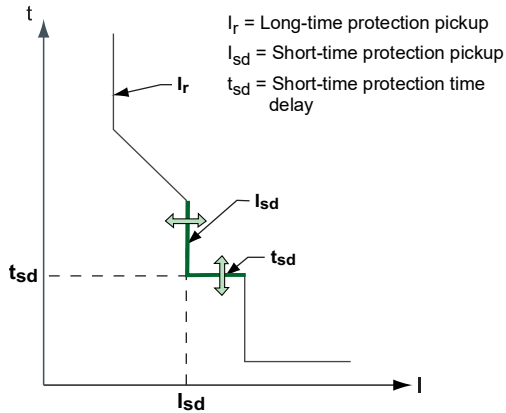 t
Ir = Long-time protection pickup
Isd = Short-time protection pickup
tsd = Short-time protection time
delay
Ir
Isd
tsd
tsd
I
Isd